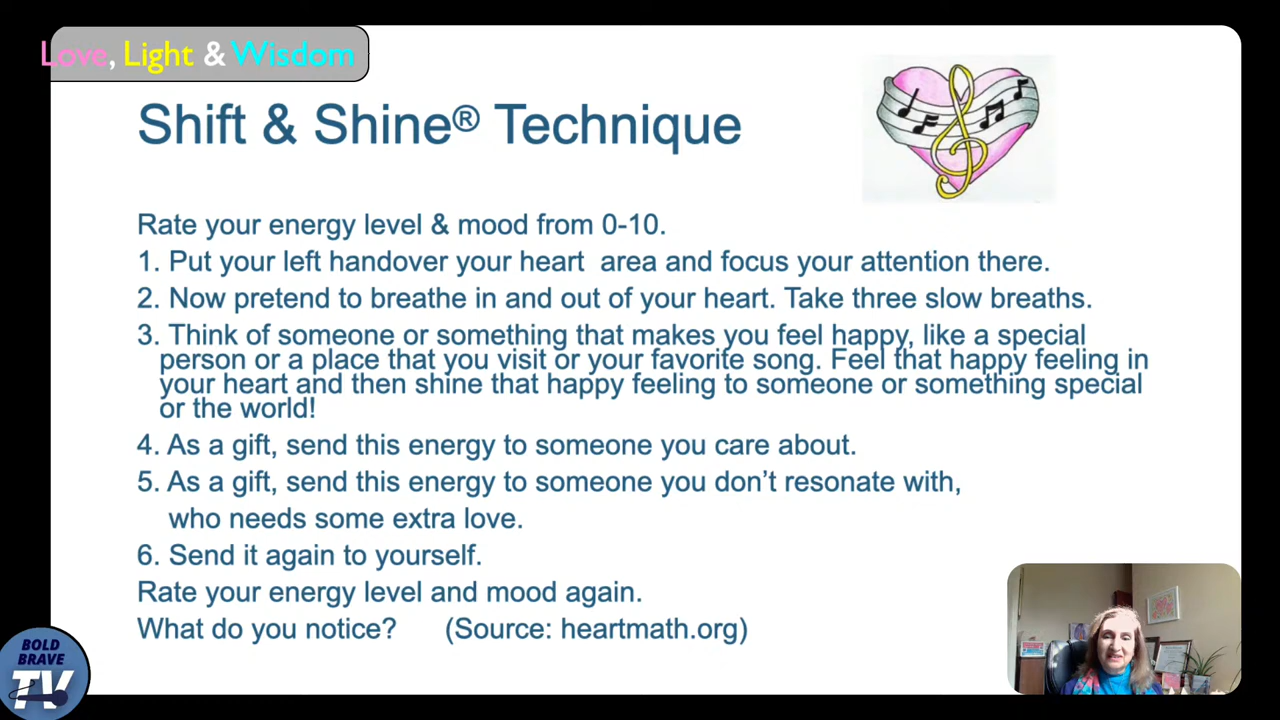 Love, Light & Wisdom
Shift & Shine® Technique
Rate your energy level & mood from 0-10.
1. Put your left handover your heart  area and focus your attention there.
2. Now pretend to breathe in and out of your heart. Take three slow breaths.
3. Think of someone or something that makes you feel happy, like a special
person or a place that you visit or your favorite song. Feel that happy feeling in
your heart and then shine that happy feeling to someone or something special
or the world!
4. As a gift, send this energy to someone you care about.
5. As a gift, send this energy to someone you don’t resonate with,
who needs some extra love.
6. Send it again to yourself.
Rate your energy level and mood again.
What do you notice?      (Source: heartmath.org)
BOLD
BRAVE
TV